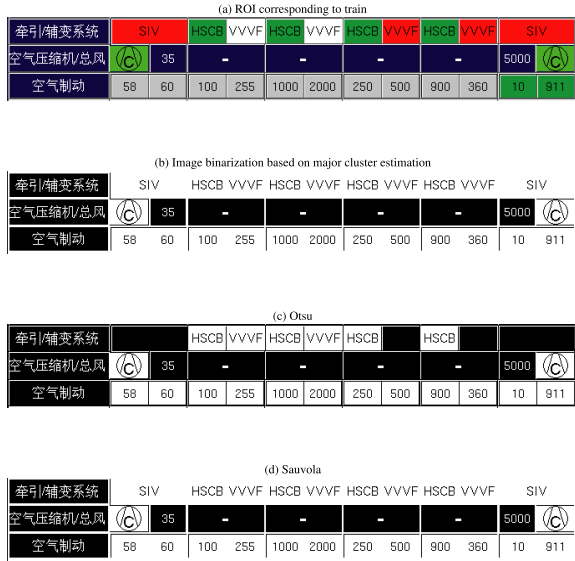 (a) ROI corresponding to train
牵引/辅变系统 SIV HSCB VVVF HSCB VVVF HSCB VVVF HSCB VVVF SIV
空气压缩机/总风 C 35 - - - - 5000 C
空气制动 58 60 100 255 1000 2000 250 500 900 360 10 911
(b) Image binarization based on major cluster estimation
牵引/辅变系统 SIV HSCB VVVF HSCB VVVF HSCB VVVF HSCB VVVF SIV
空气压缩机/总风 C 35 - - - - 5000 C
空气制动 58 60 100 255 1000 2000 250 500 900 360 10 911
(c) Otsu
牵引/辅变系统 HSCB VVVF HSCB VVVF HSCB HSCB
空气压缩机/总风 C 35 - - - - 5000 C
空气制动 58 60 100 255 1000 2000 250 500 900 360 10 911
(d) Sauvola
牵引/辅变系统 SIV HSCB VVVF HSCB VVVF HSCB VVVF HSCB VVVF SIV
空气压缩机/总风 C 35 - - - - 5000 C
空气制动 58 60 100 255 1000 2000 250 500 900 360 10 911